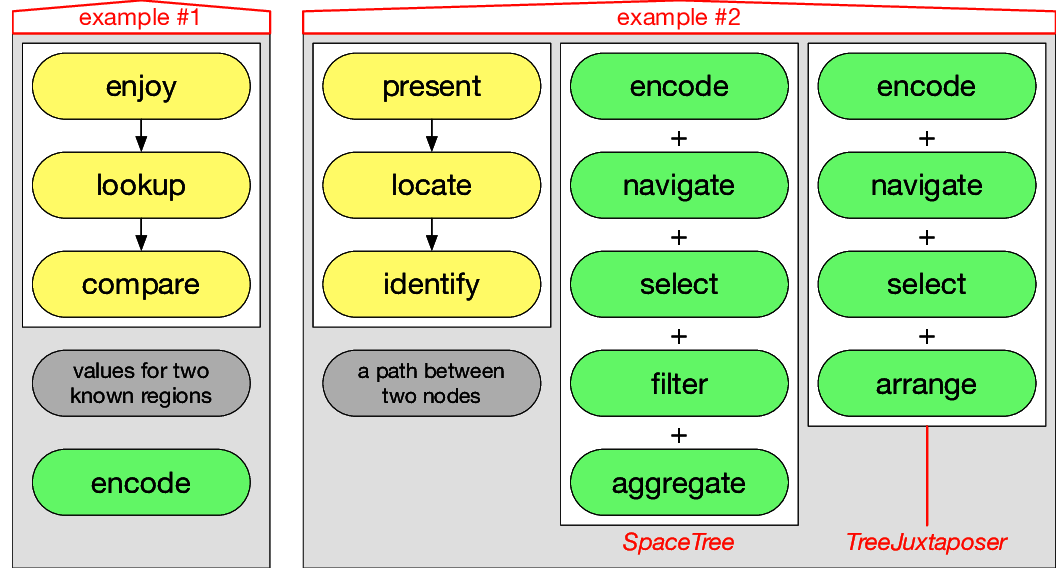 example #1
enjoy
lookup
compare
values for two
known regions
encode
example #2
present
locate
identify
a path between
two nodes
encode
+
navigate
+
select
+
filter
+
aggregate
SpaceTree
encode
+
navigate
+
select
+
arrange
TreeJuxtaposer